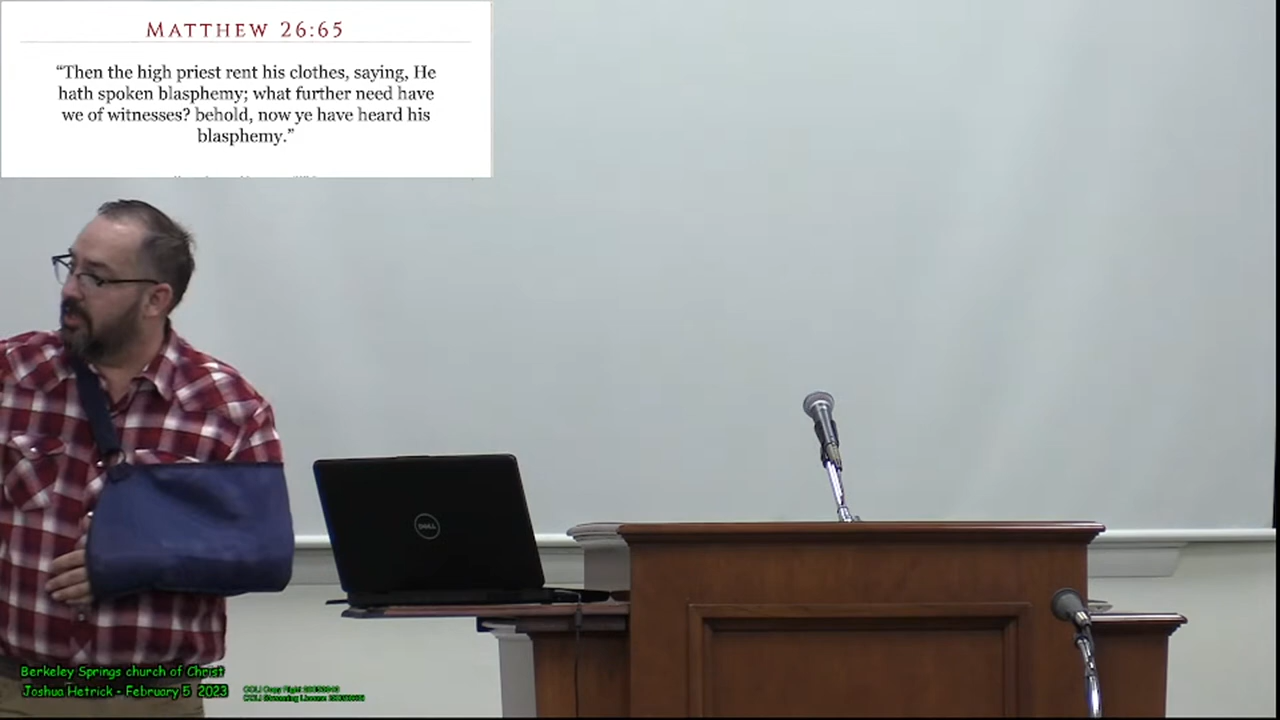 MATTHEW 26:65
“Then the high priest rent his clothes, saying, He
hath spoken blasphemy; what further need have
we of witnesses? behold, now ye have heard his
blasphemy.”
DELL
Berkeley Springs church of Christ
Joshua Hetrick - February 5 2023